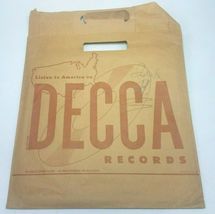 Listen to America on
DECCA
RECORDS